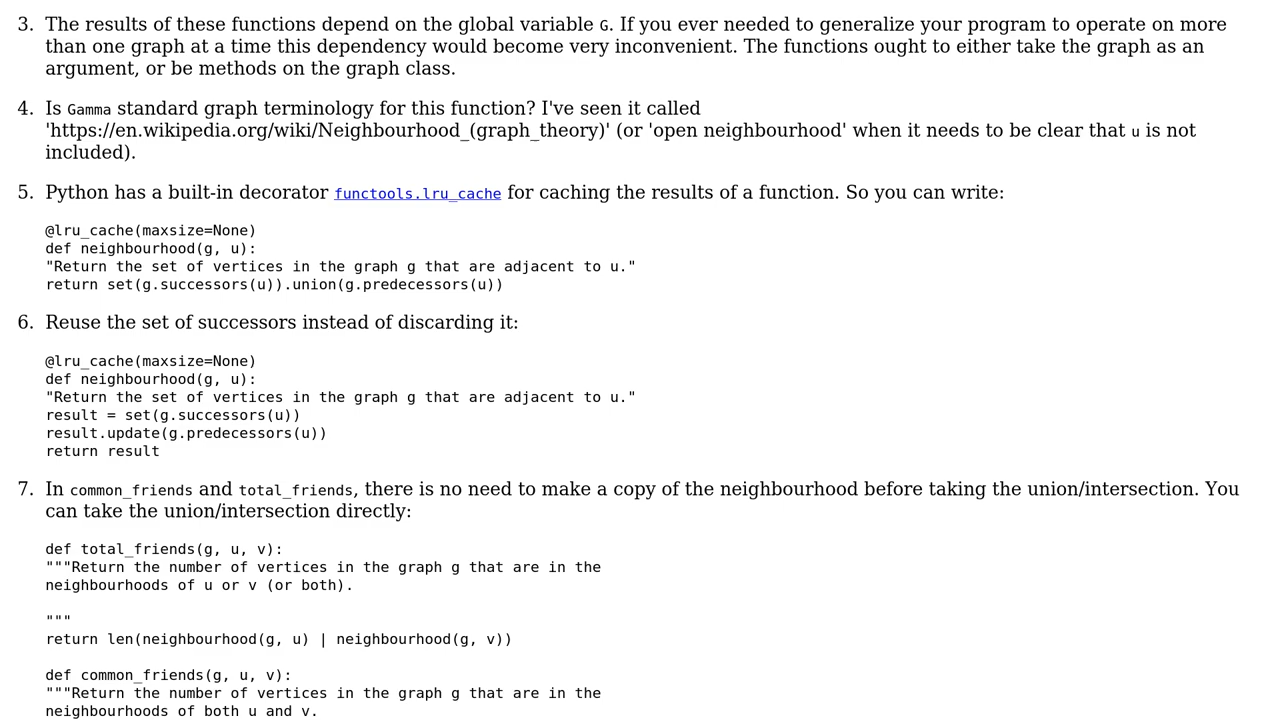 3. The results of these functions depend on the global variable G. If you ever needed to generalize your program to operate on more
than one graph at a time this dependency would become very inconvenient. The functions ought to either take the graph as an
argument, or be methods on the graph class.
4. Is Gamma standard graph terminology for this function? I've seen it called
'https://en.wikipedia.org/wiki/Neighbourhood_(graph_theory)' (or 'open neighbourhood' when it needs to be clear that u is not
included).
5. Python has a built-in decorator functools.lru_cache for caching the results of a function. So you can write:
@lru_cache(maxsize=None)
def neighbourhood(g, u):
"Return the set of vertices in the graph g that are adjacent to u."
return set(g.successors(u)).union(g.predecessors(u))
6. Reuse the set of successors instead of discarding it:
@lru_cache(maxsize=None)
def neighbourhood(g, u):
"Return the set of vertices in the graph g that are adjacent to u."
result = set(g.successors(u))
result.update(g.predecessors(u))
return result
7. In common_friends and total_friends, there is no need to make a copy of the neighbourhood before taking the union/intersection. You
can take the union/intersection directly:
def total_friends(g, u, v):
"""Return the number of vertices in the graph g that are in the
neighbourhoods of u or v (or both).
"""
return len(neighbourhood(g, u) | neighbourhood(g, v))
def common_friends(g, u, v):
"""Return the number of vertices in the graph g that are in the
neighbourhoods of both u and v.